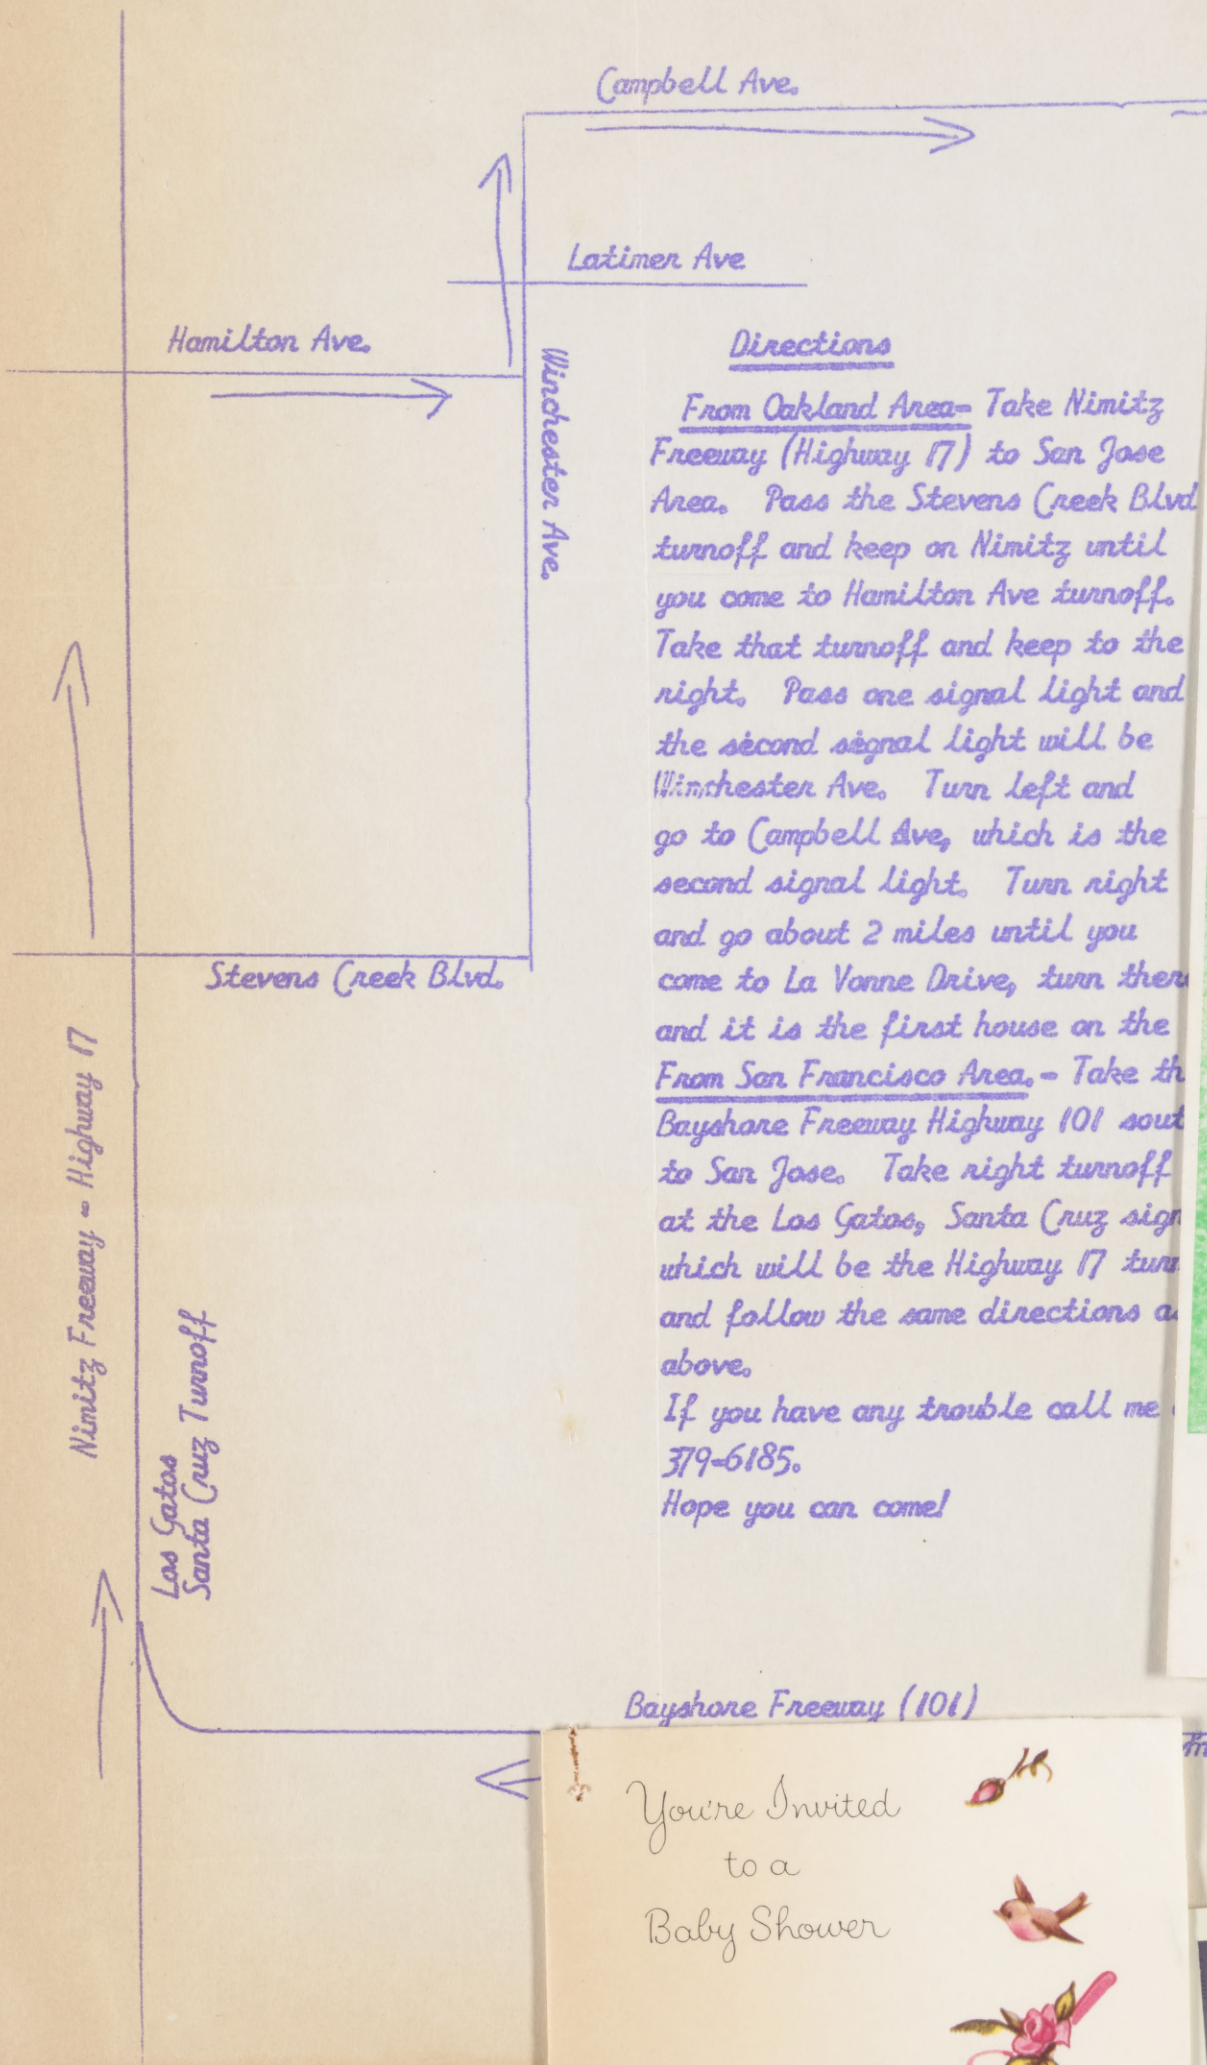 Campbell Ave.
Latimer Ave
Hamilton Ave.
Winchester Ave.
Stevens Creek Blvd.
Nimitz Freeway - Highway 17
Los Gatos
Santa Cruz Turnoff
Directions
From Oakland Area- Take Nimitz
Freeway (Highway 17) to San Jose
Area. Pass the Stevens Creek Blvd
turnoff and keep on Nimitz until
you come to Hamilton Ave turnoff.
Take that turnoff and keep to the
right. Pass one signal light and
the second signal light will be
Winchester Ave. Turn left and
go to Campbell Ave, which is the
second signal light. Turn right
and go about 2 miles until you
come to La Vonne Drive, turn
and it is the first house on the
From San Francisco Area.- Take
Bayshore Freeway Highway 101
to San Jose. Take right turnoff
at the Los Gatos, Santa Cruz
which will be the Highway 17
and follow the same directions
above.
If you have any trouble call me
379-6185.
Hope you can come!
Bayshore Freeway (101)
You're Invited
to a
Baby Shower